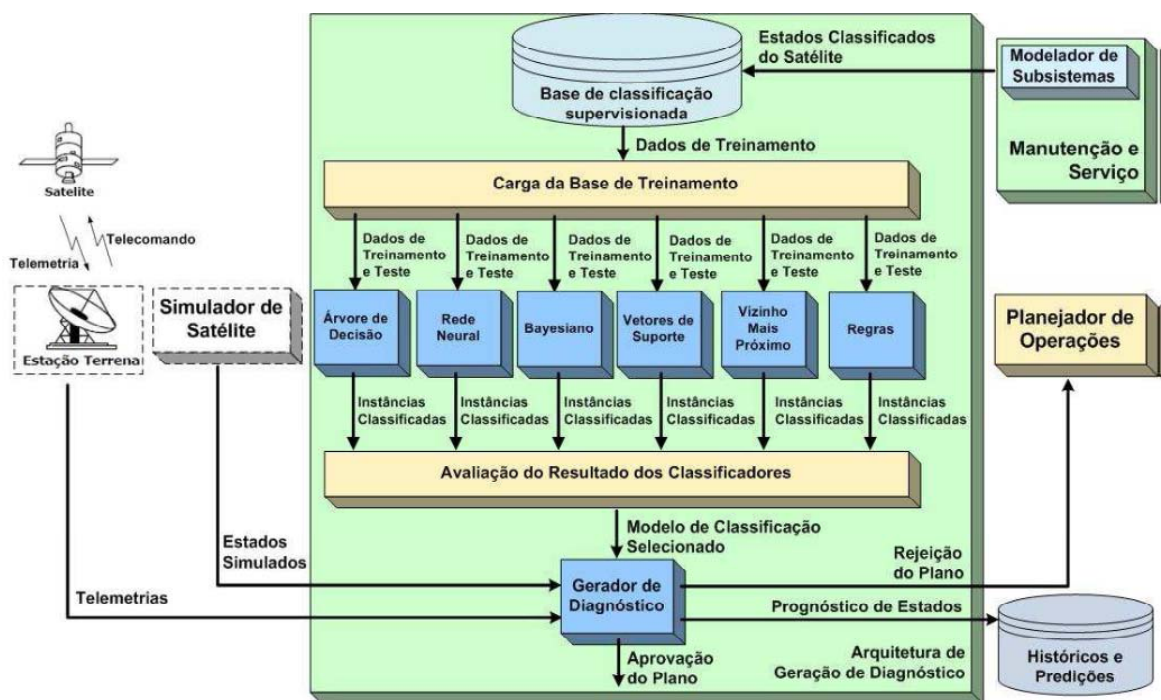 Estados Classificados
do Satélite
Modelador de
Subsistemas
Base de classificação
supervisionada
Manutenção e
Serviço
Dados de Treinamento
Carga da Base de Treinamento
Satelite
Telecomando
Telemetria
Dados de
Treinamento
e Teste
Dados de
Treinamento
e Teste
Dados de
Treinamento
e Teste
Dados de
Treinamento
e Teste
Dados de
Treinamento
e Teste
Dados de
Treinamento
e Teste
Estação Terrena
Simulador de
Satélite
Árvore de
Decisão
Rede
Neural
Bayesiano
Vetores de
Suporte
Vizinho
Mais
Próximo
Regras
Planejador de
Operações
Instâncias
Classificadas
Instâncias
Classificadas
Instâncias
Classificadas
Instâncias
Classificadas
Instâncias
Classificadas
Instâncias
Classificadas
Avaliação do Resultado dos Classificadores
Modelo de Classificação
Selecionado
Estados
Simulados
Rejeição
do Plano
Gerador de
Diagnóstico
Telemetrias
Prognóstico de Estados
Aprovação
do Plano
Arquitetura de
Geração de Diagnóstico
Históricos e
Predições